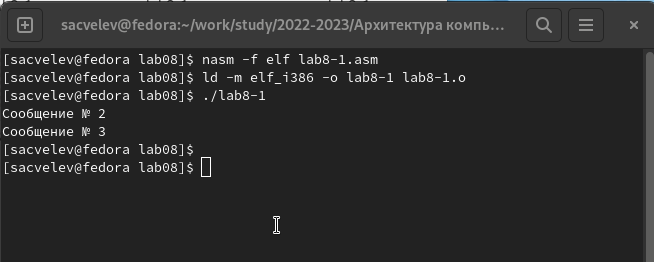 sacvelev@fedora:~/work/study/2022-2023/Архитектура компь...
[sacvelev@fedora lab08]$ nasm -f elf lab8-1.asm
[sacvelev@fedora lab08]$ ld -m elf_i386 -o lab8-1 lab8-1.o
[sacvelev@fedora lab08]$ ./lab8-1
Сообщение № 2
Сообщение № 3
[sacvelev@fedora lab08]$
[sacvelev@fedora lab08]$